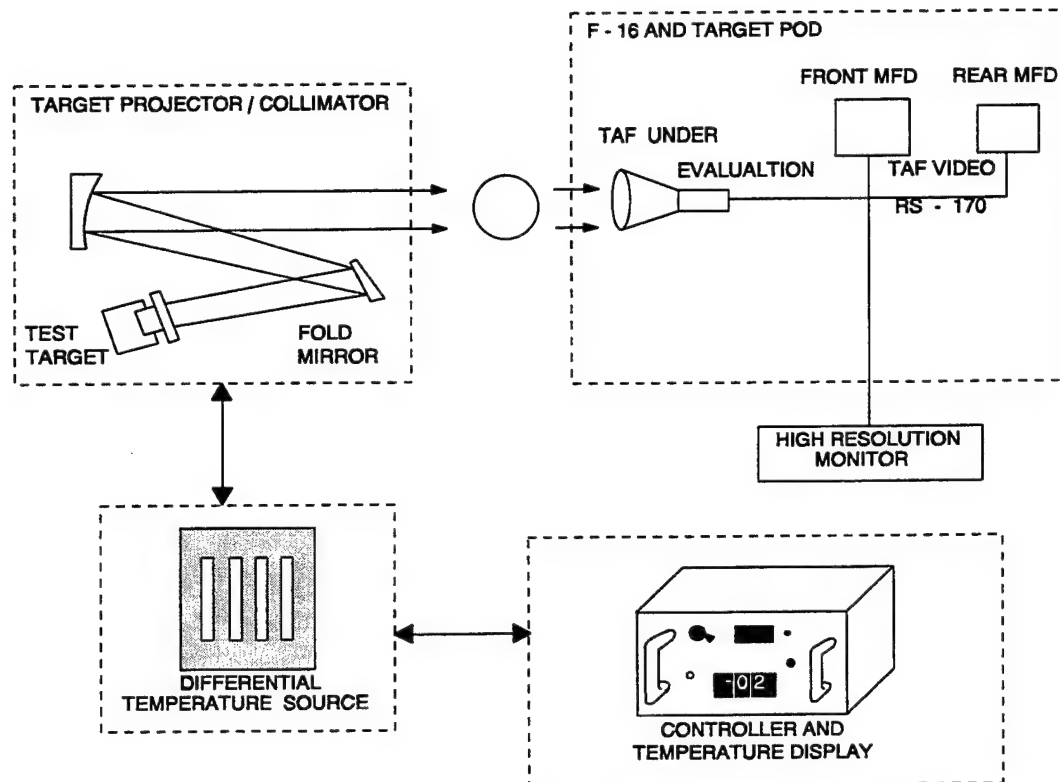 F - 16 AND TARGET POD
FRONT MFD
REAR MFD
TARGET PROJECTOR / COLLIMATOR
TAF UNDER
EVALUALTION
TAF VIDEO
RS - 170
TEST
TARGET
FOLD
MIRROR
HIGH RESOLUTION
MONITOR
DIFFERENTIAL
TEMPERATURE SOURCE
-02
CONTROLLER AND
TEMPERATURE DISPLAY